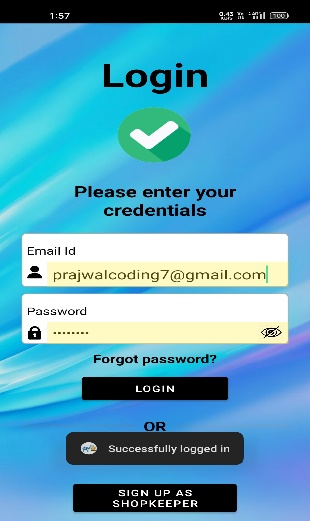 1:57
Login
Please enter your
credentials
Email Id
prajwalcoding7@gmail.com
Password
········
Forgot password?
LOGIN
OR
Successfully logged in
SIGN UP AS
SHOPKEEPER